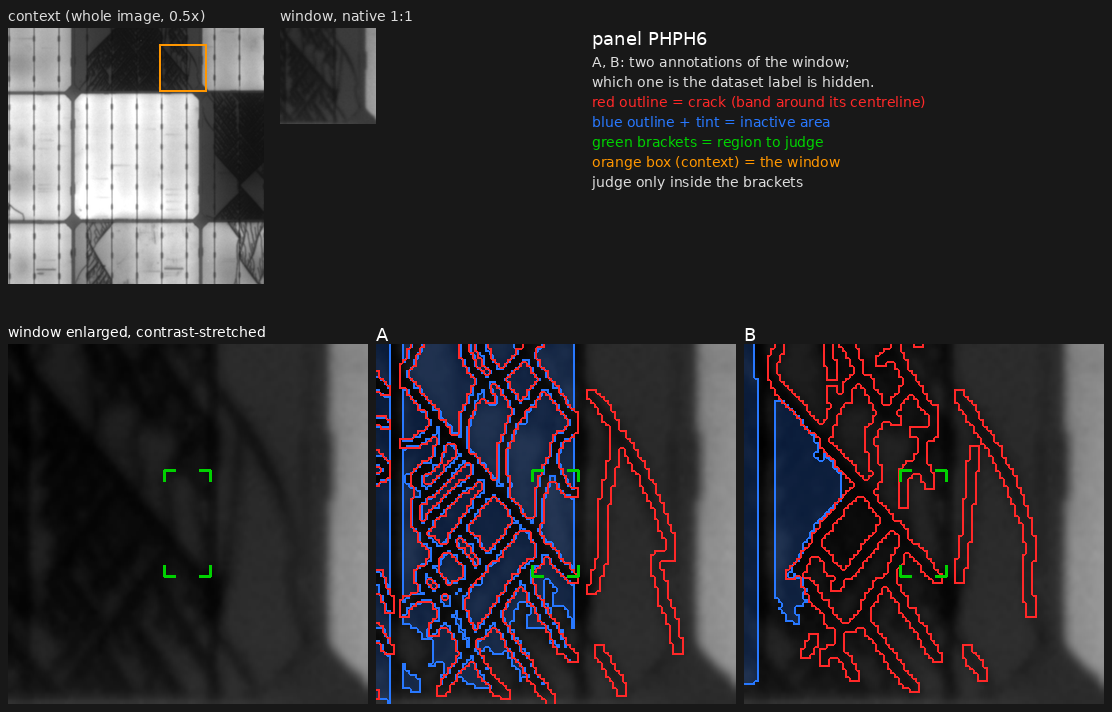 context (whole image, 0.5x)
window, native 1:1
panel PHPH6
A, B: two annotations of the window;
which one is the dataset label is hidden.
red outline = crack (band around its centreline)
blue outline + tint = inactive area
green brackets = region to judge
orange box (context) = the window
judge only inside the brackets
window enlarged, contrast-stretched
A
B